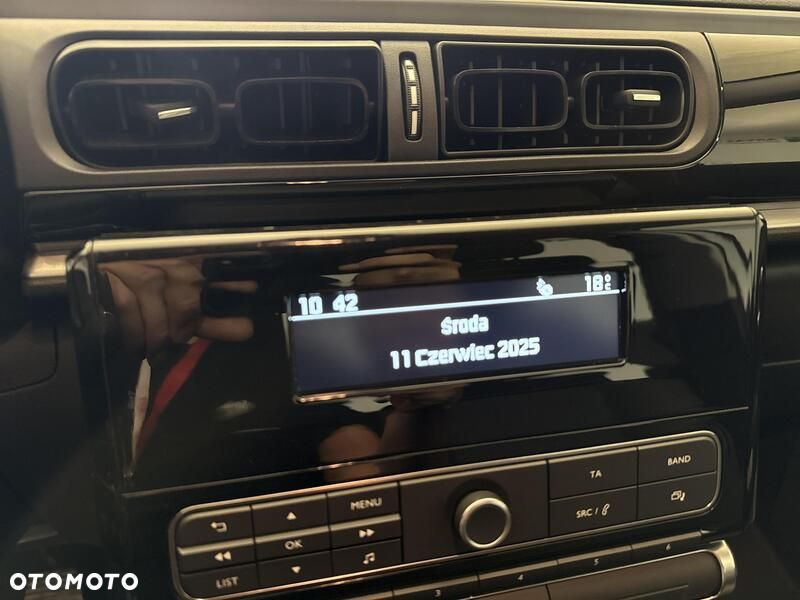 10 42 18°C
środa
11 Czerwiec 2025
MENU
OK
LIST
TA
BAND
SRC /
3 4 5 6
OTOMOTO